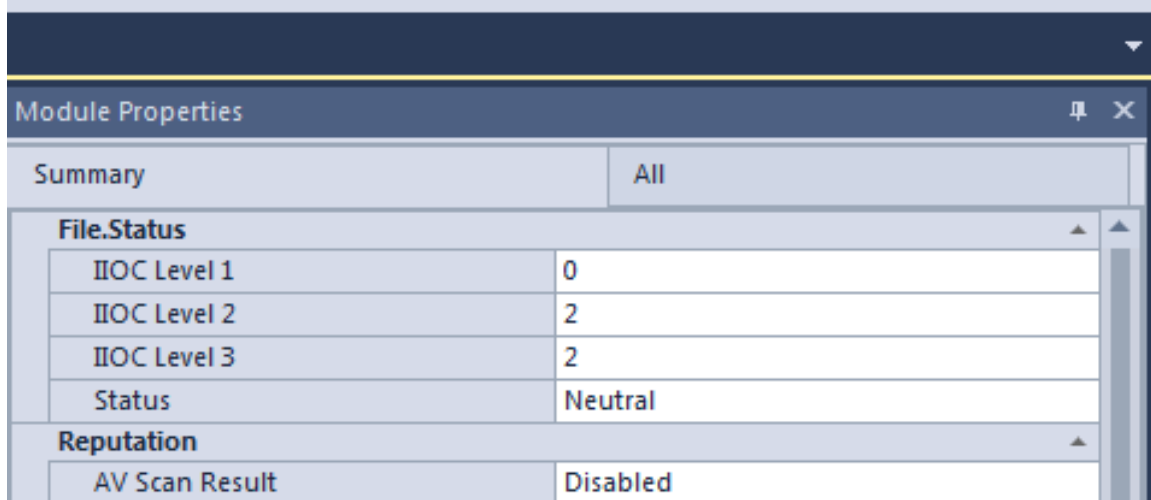 Module Properties
Summary All
File.Status
IIOC Level 1 0
IIOC Level 2 2
IIOC Level 3 2
Status Neutral
Reputation
AV Scan Result Disabled